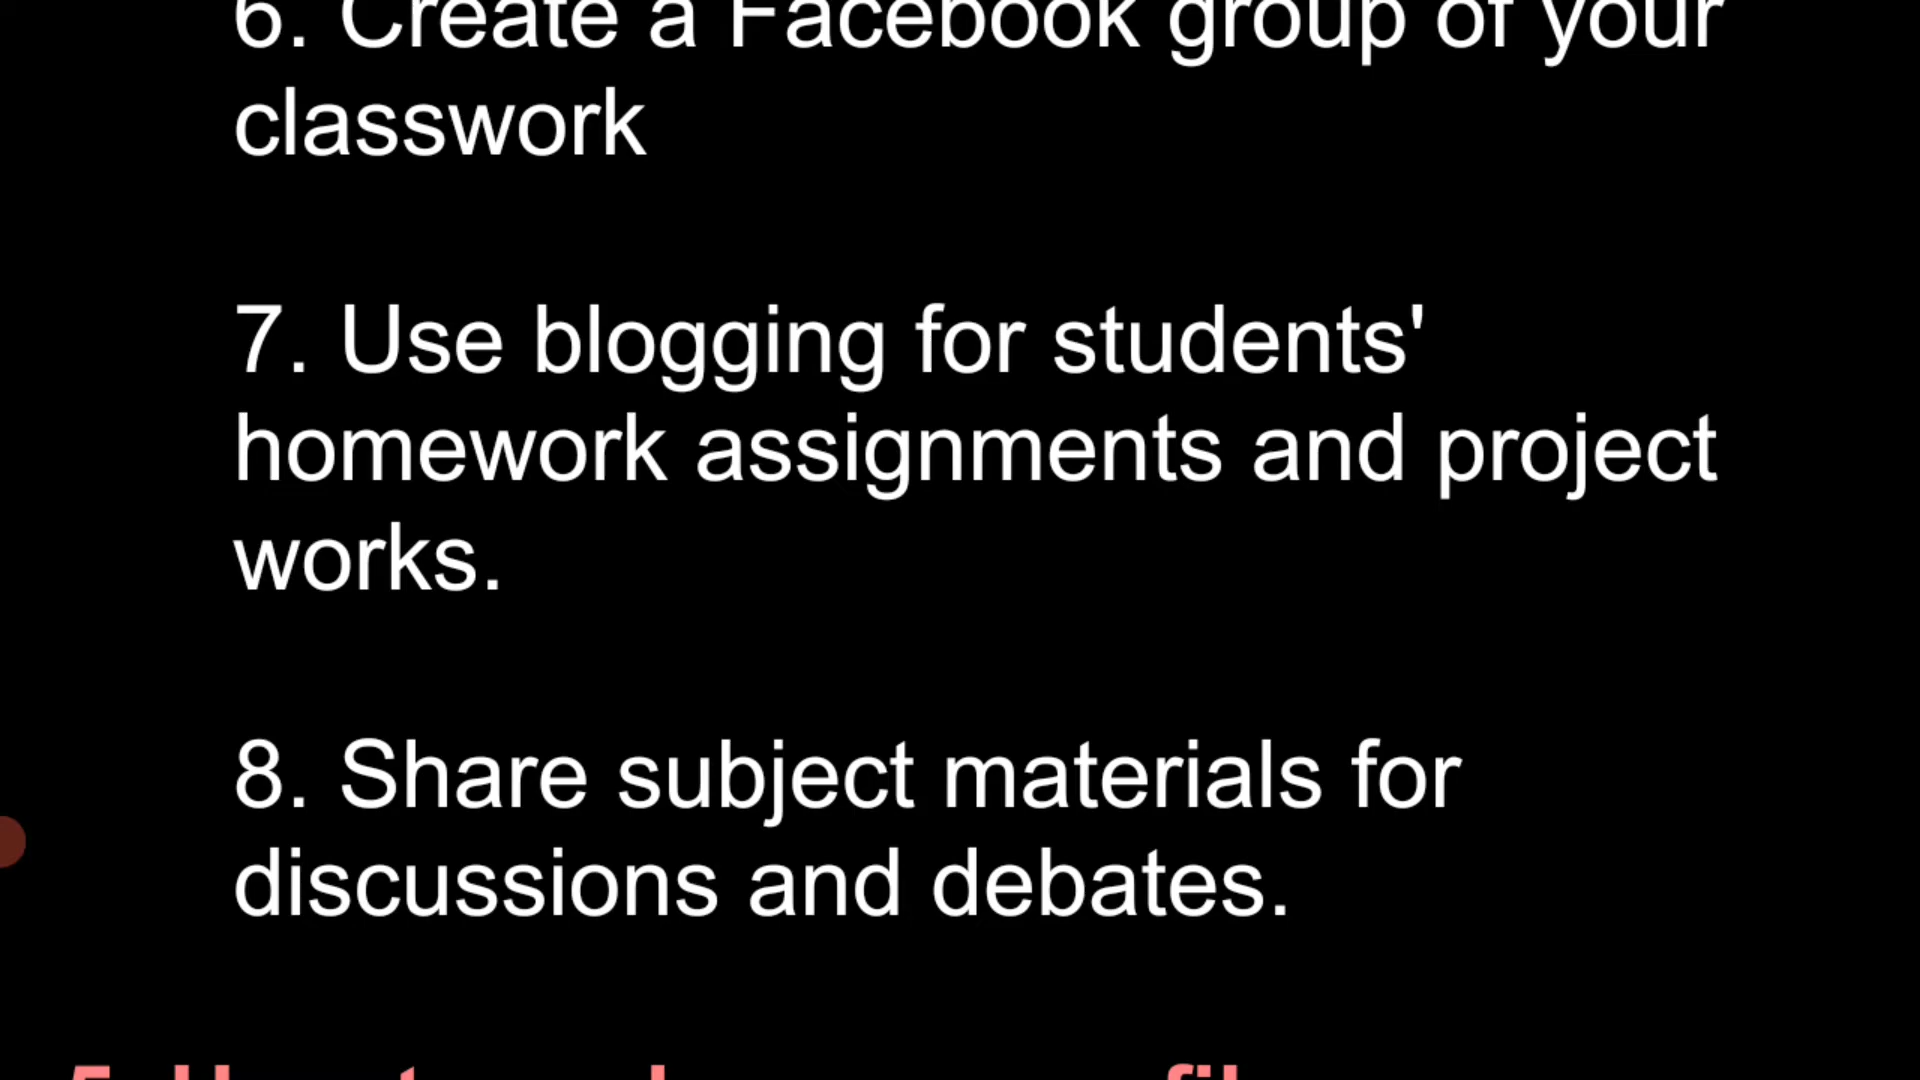 6. Create a Facebook group of your
classwork
7. Use blogging for students'
homework assignments and project
works.
8. Share subject materials for
discussions and debates.